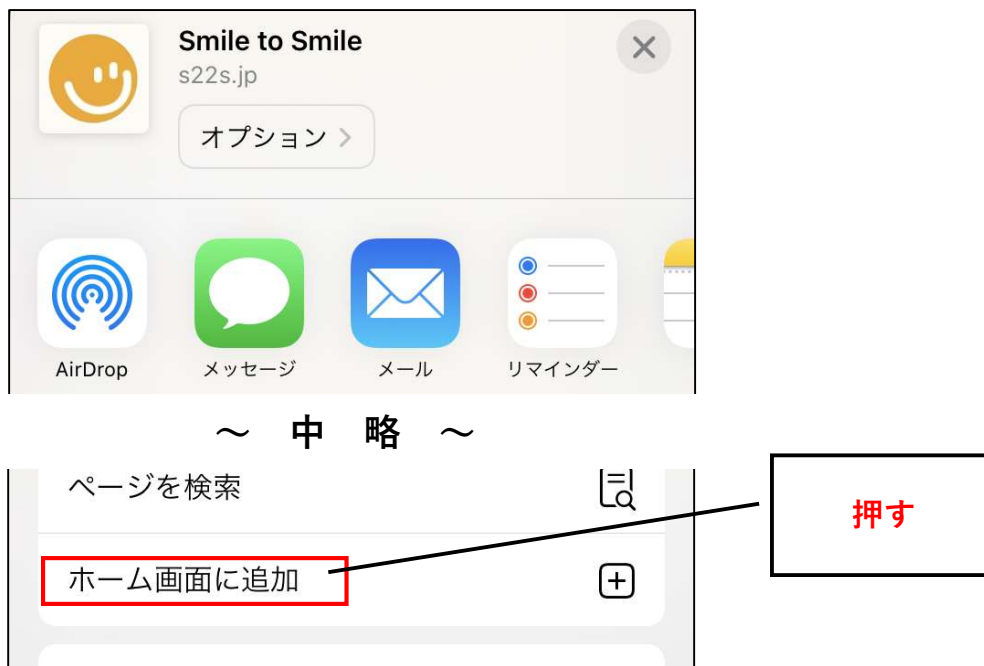 Smile to Smile
s22s.jp
オプション
AirDrop
メッセージ
メール
リマインダー
～ 中 略 ～
ページを検索
ホーム画面に追加
押す